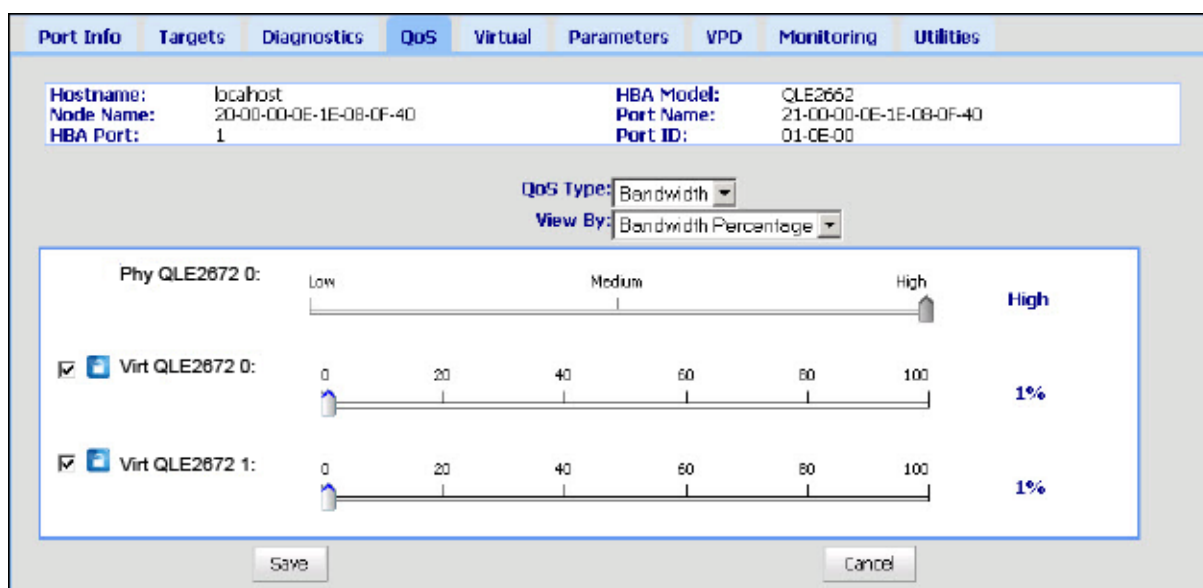 Port Info Targets Diagnostics QoS Virtual Parameters VPD Monitoring Utilities
Hostname: localhost HBA Model: QLE2662
Node Name: 20-00-00-0E-1E-08-0F-40 Port Name: 21-00-00-0E-1E-08-0F-40
HBA Port: 1 Port ID: 01-0E-00
QoS Type: Bandwidth
View By: Bandwidth Percentage
Phy QLE2672 0: Low Medium High High
Virt QLE2672 0: 0 20 40 60 80 100 1%
Virt QLE2672 1: 0 20 40 60 80 100 1%
Save Cancel